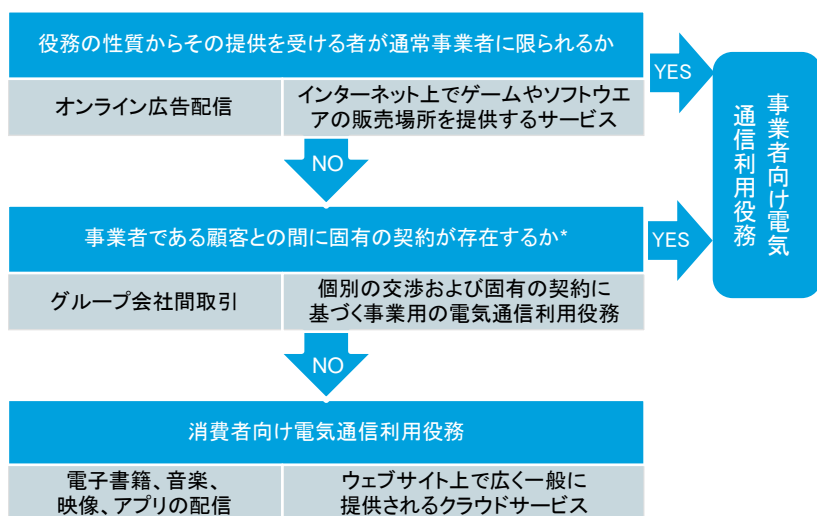 役務の性質からその提供を受ける者が通常事業者に限られるか
YES
オンライン広告配信
インターネット上でゲームやソフトウエ
アの販売場所を提供するサービス
NO
事業者である顧客との間に固有の契約が存在するか*
YES
グループ会社間取引
個別の交渉および固有の契約に
基づく事業用の電気通信利用役務
NO
消費者向け電気通信利用役務
電子書籍、音楽、
映像、アプリの配信
ウェブサイト上で広く一般に
提供されるクラウドサービス
事業者向け電気
通信利用役務